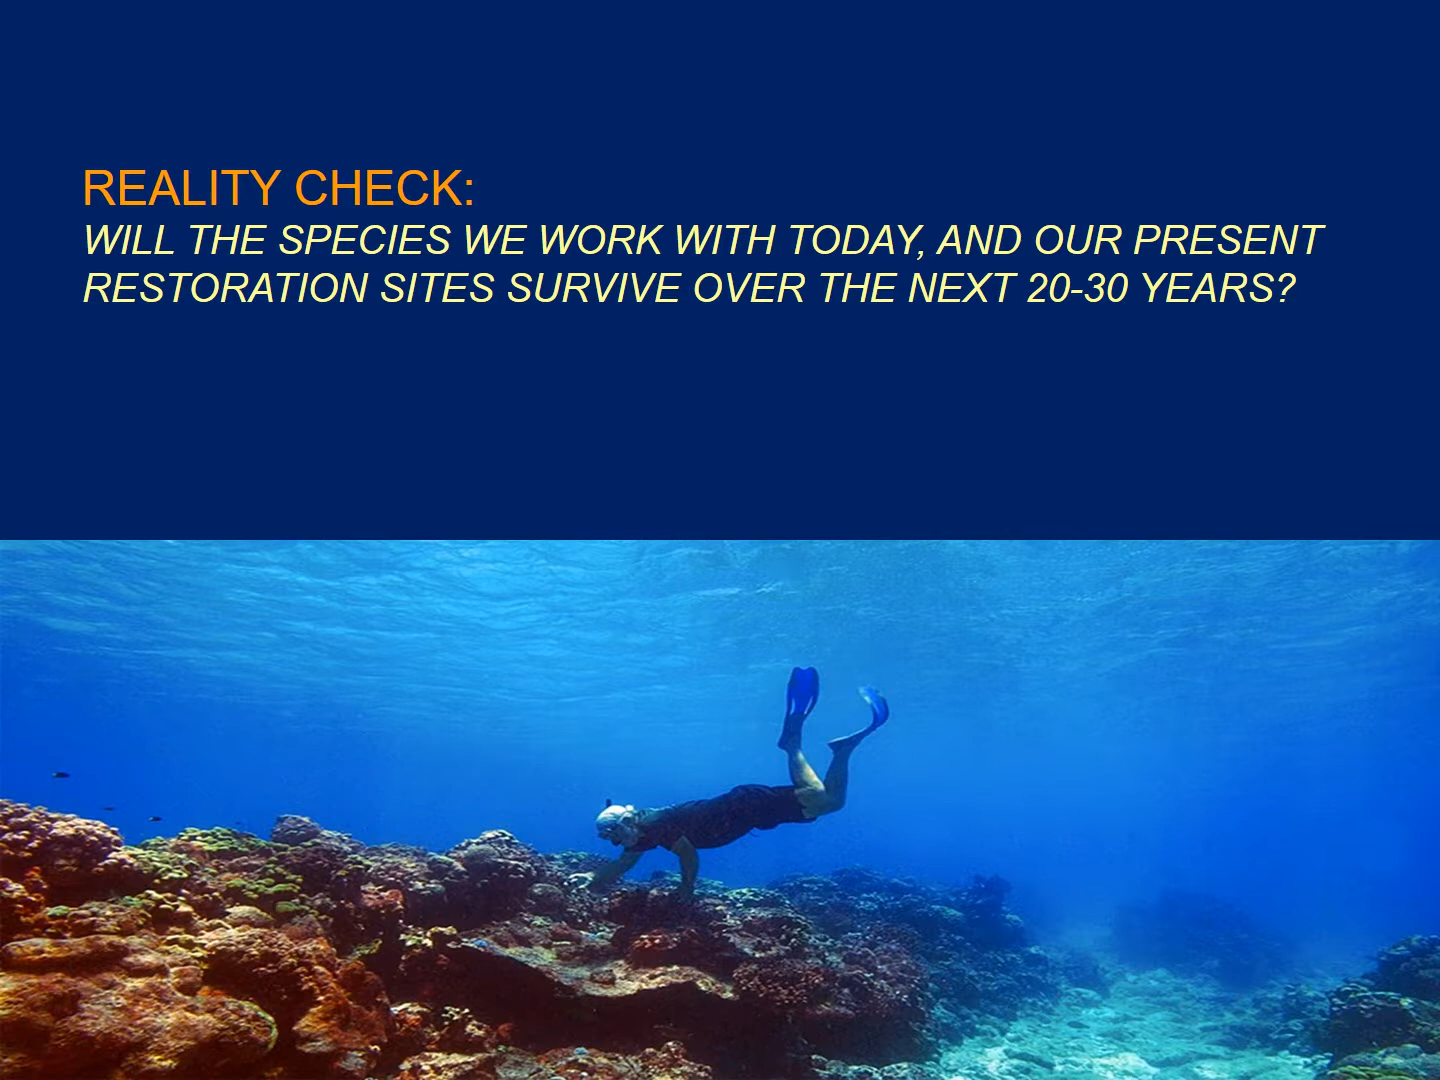 REALITY CHECK:
WILL THE SPECIES WE WORK WITH TODAY, AND OUR PRESENT
RESTORATION SITES SURVIVE OVER THE NEXT 20-30 YEARS?